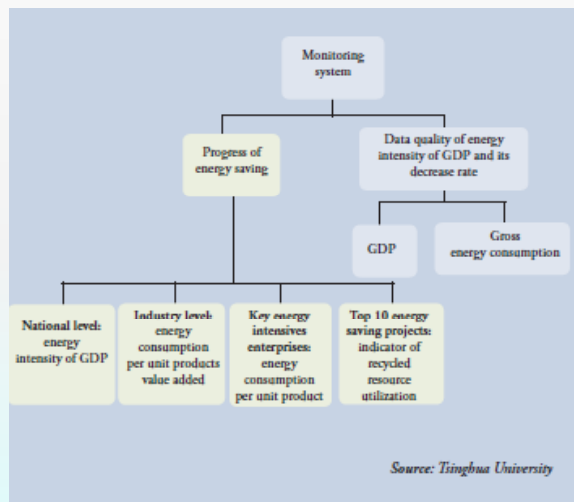 Monitoring
system
Progress of
energy saving
Data quality of energy
intensity of GDP and its
decrease rate
GDP
Gross
energy consumption
National level:
energy
intensity of GDP
Industry level:
energy
consumption
per unit products
value added
Key energy
intensives
enterprises:
energy
consumption
per unit product
Top 10 energy
saving projects:
indicator of
recycled
resource
utilization
Source: Tsinghua University